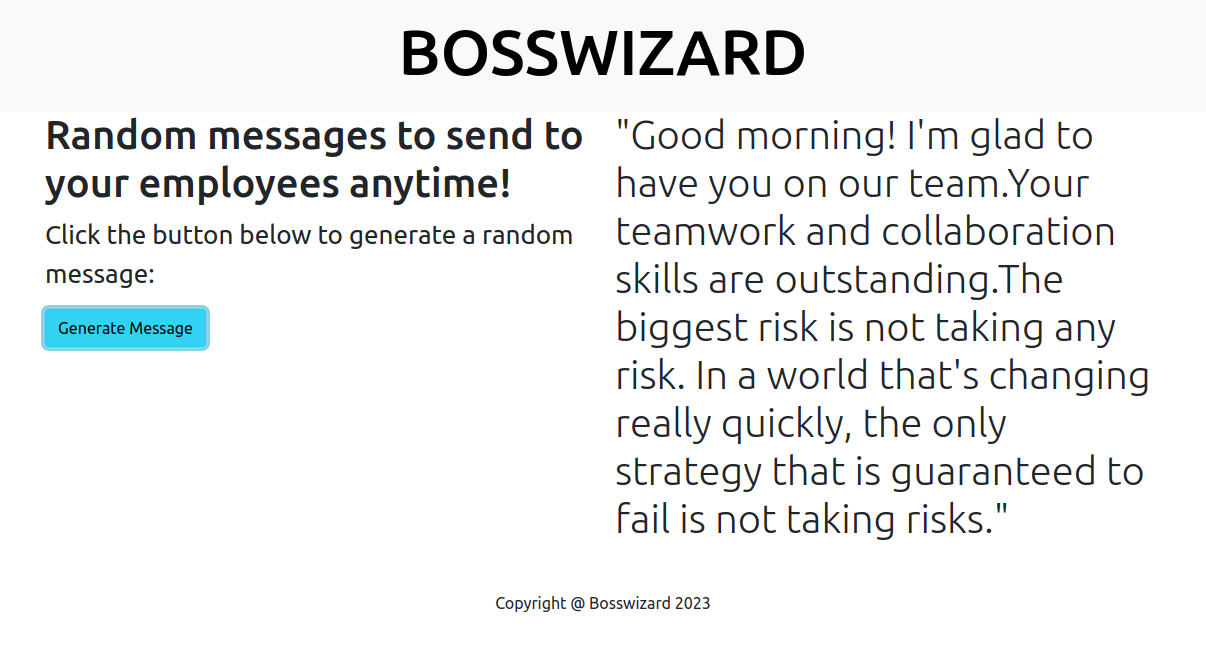 BOSSWIZARD
Random messages to send to
your employees anytime!
Click the button below to generate a random
message:
Generate Message
"Good morning! I'm glad to
have you on our team.Your
teamwork and collaboration
skills are outstanding.The
biggest risk is not taking any
risk. In a world that's changing
really quickly, the only
strategy that is guaranteed to
fail is not taking risks."
Copyright @ Bosswizard 2023